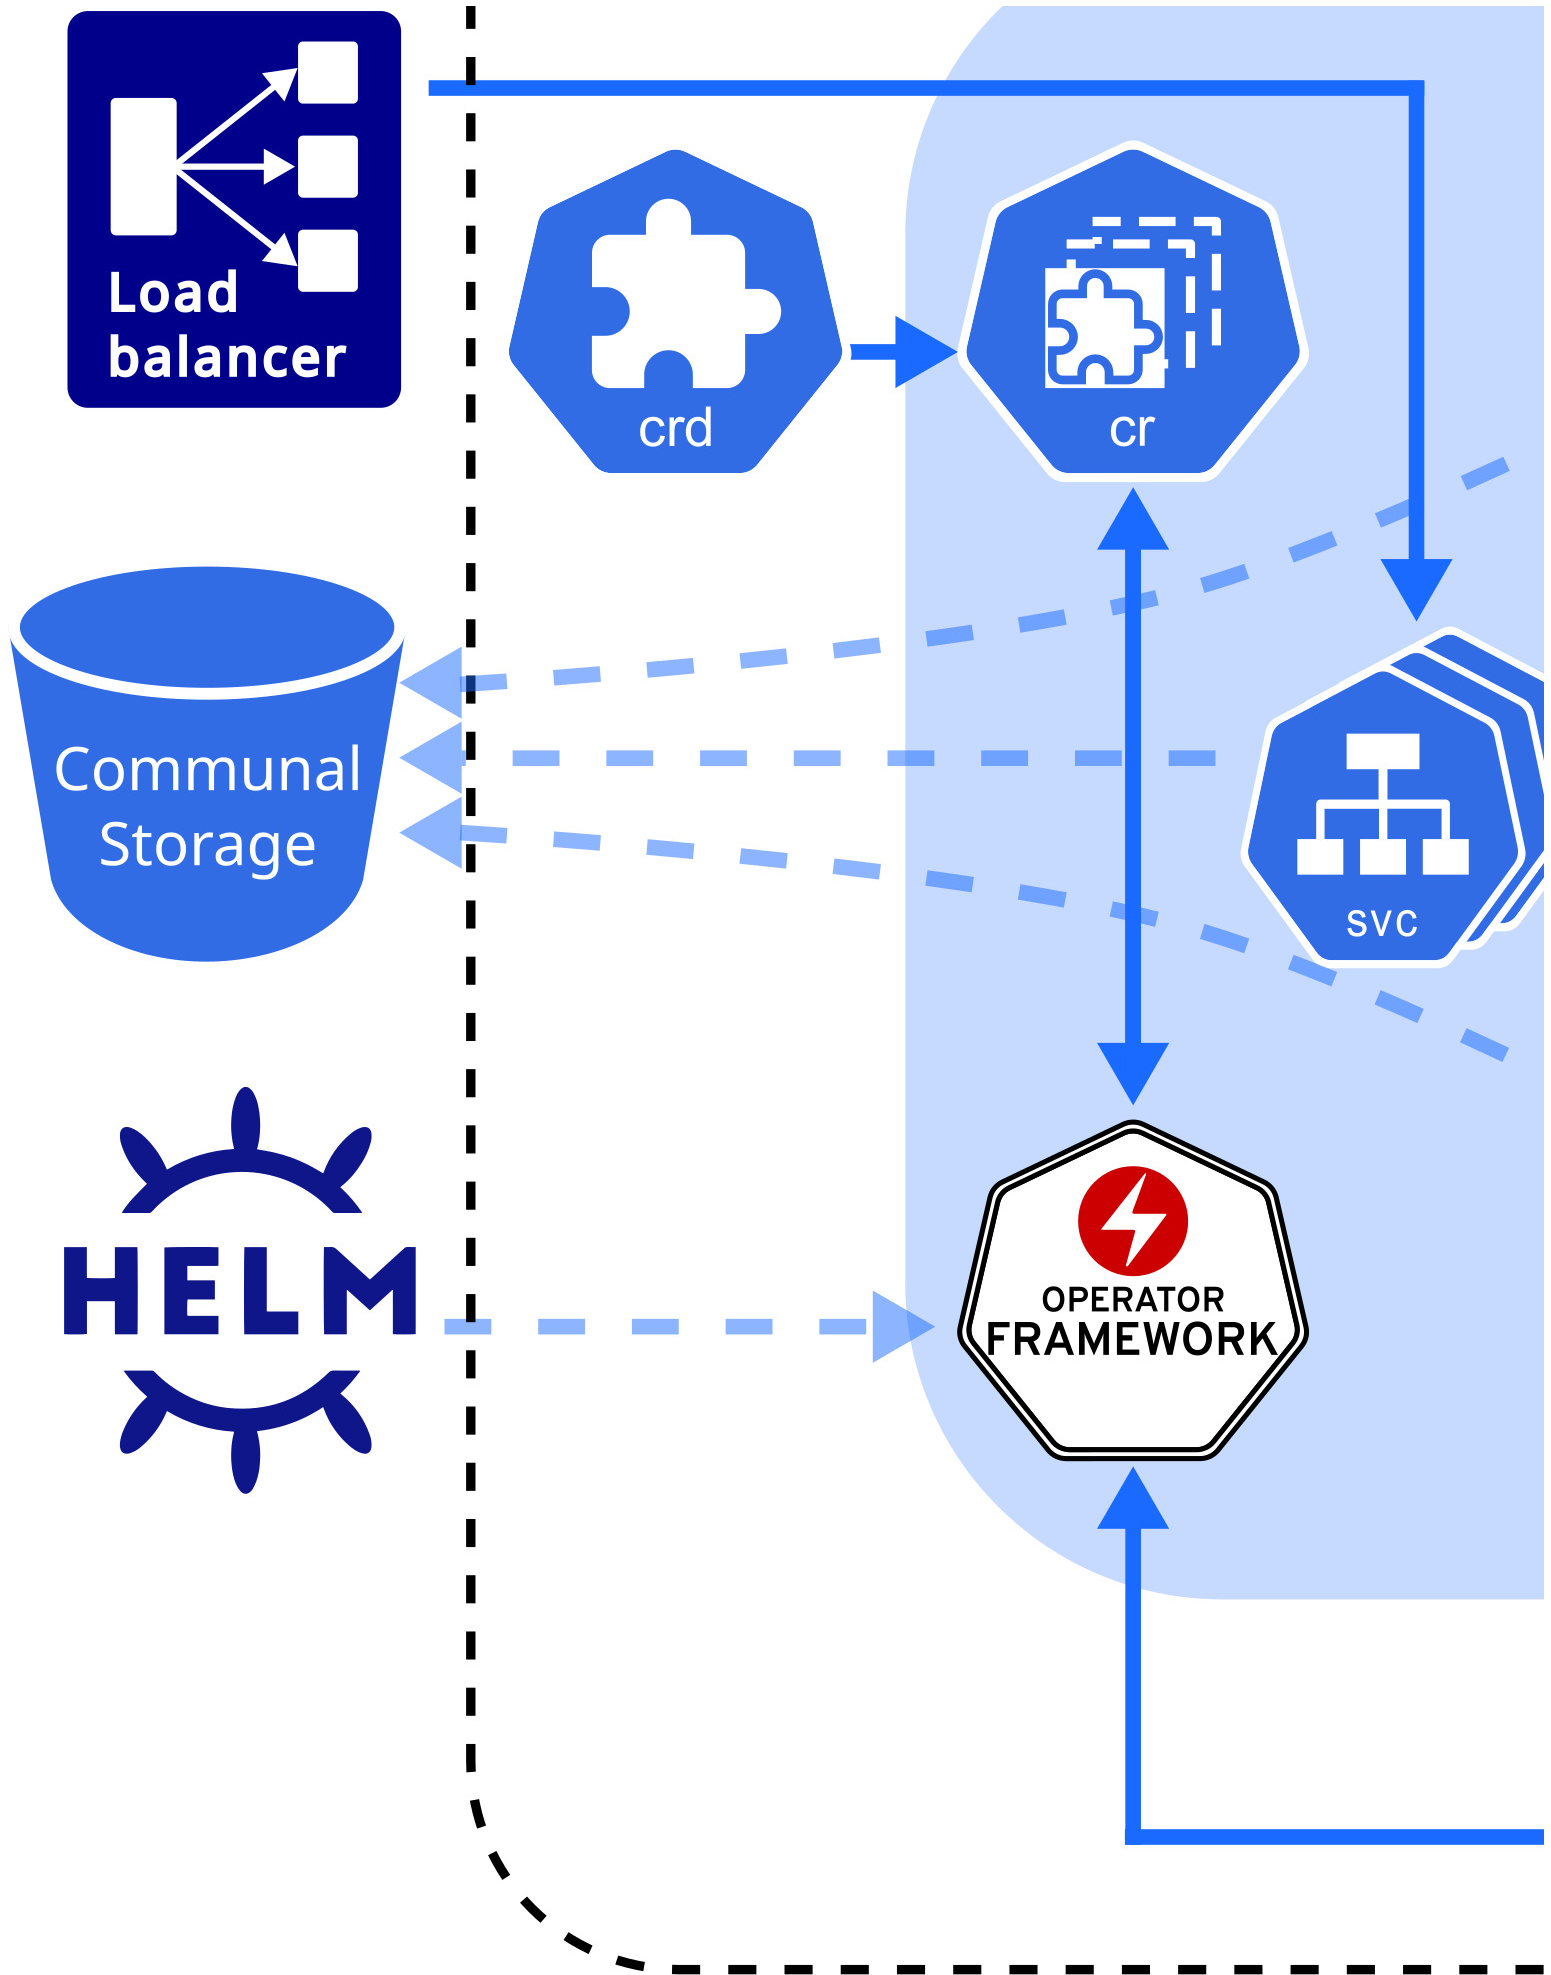 Load
balancer
crd
cr
Communal
Storage
svc
HELM
OPERATOR
FRAMEWORK